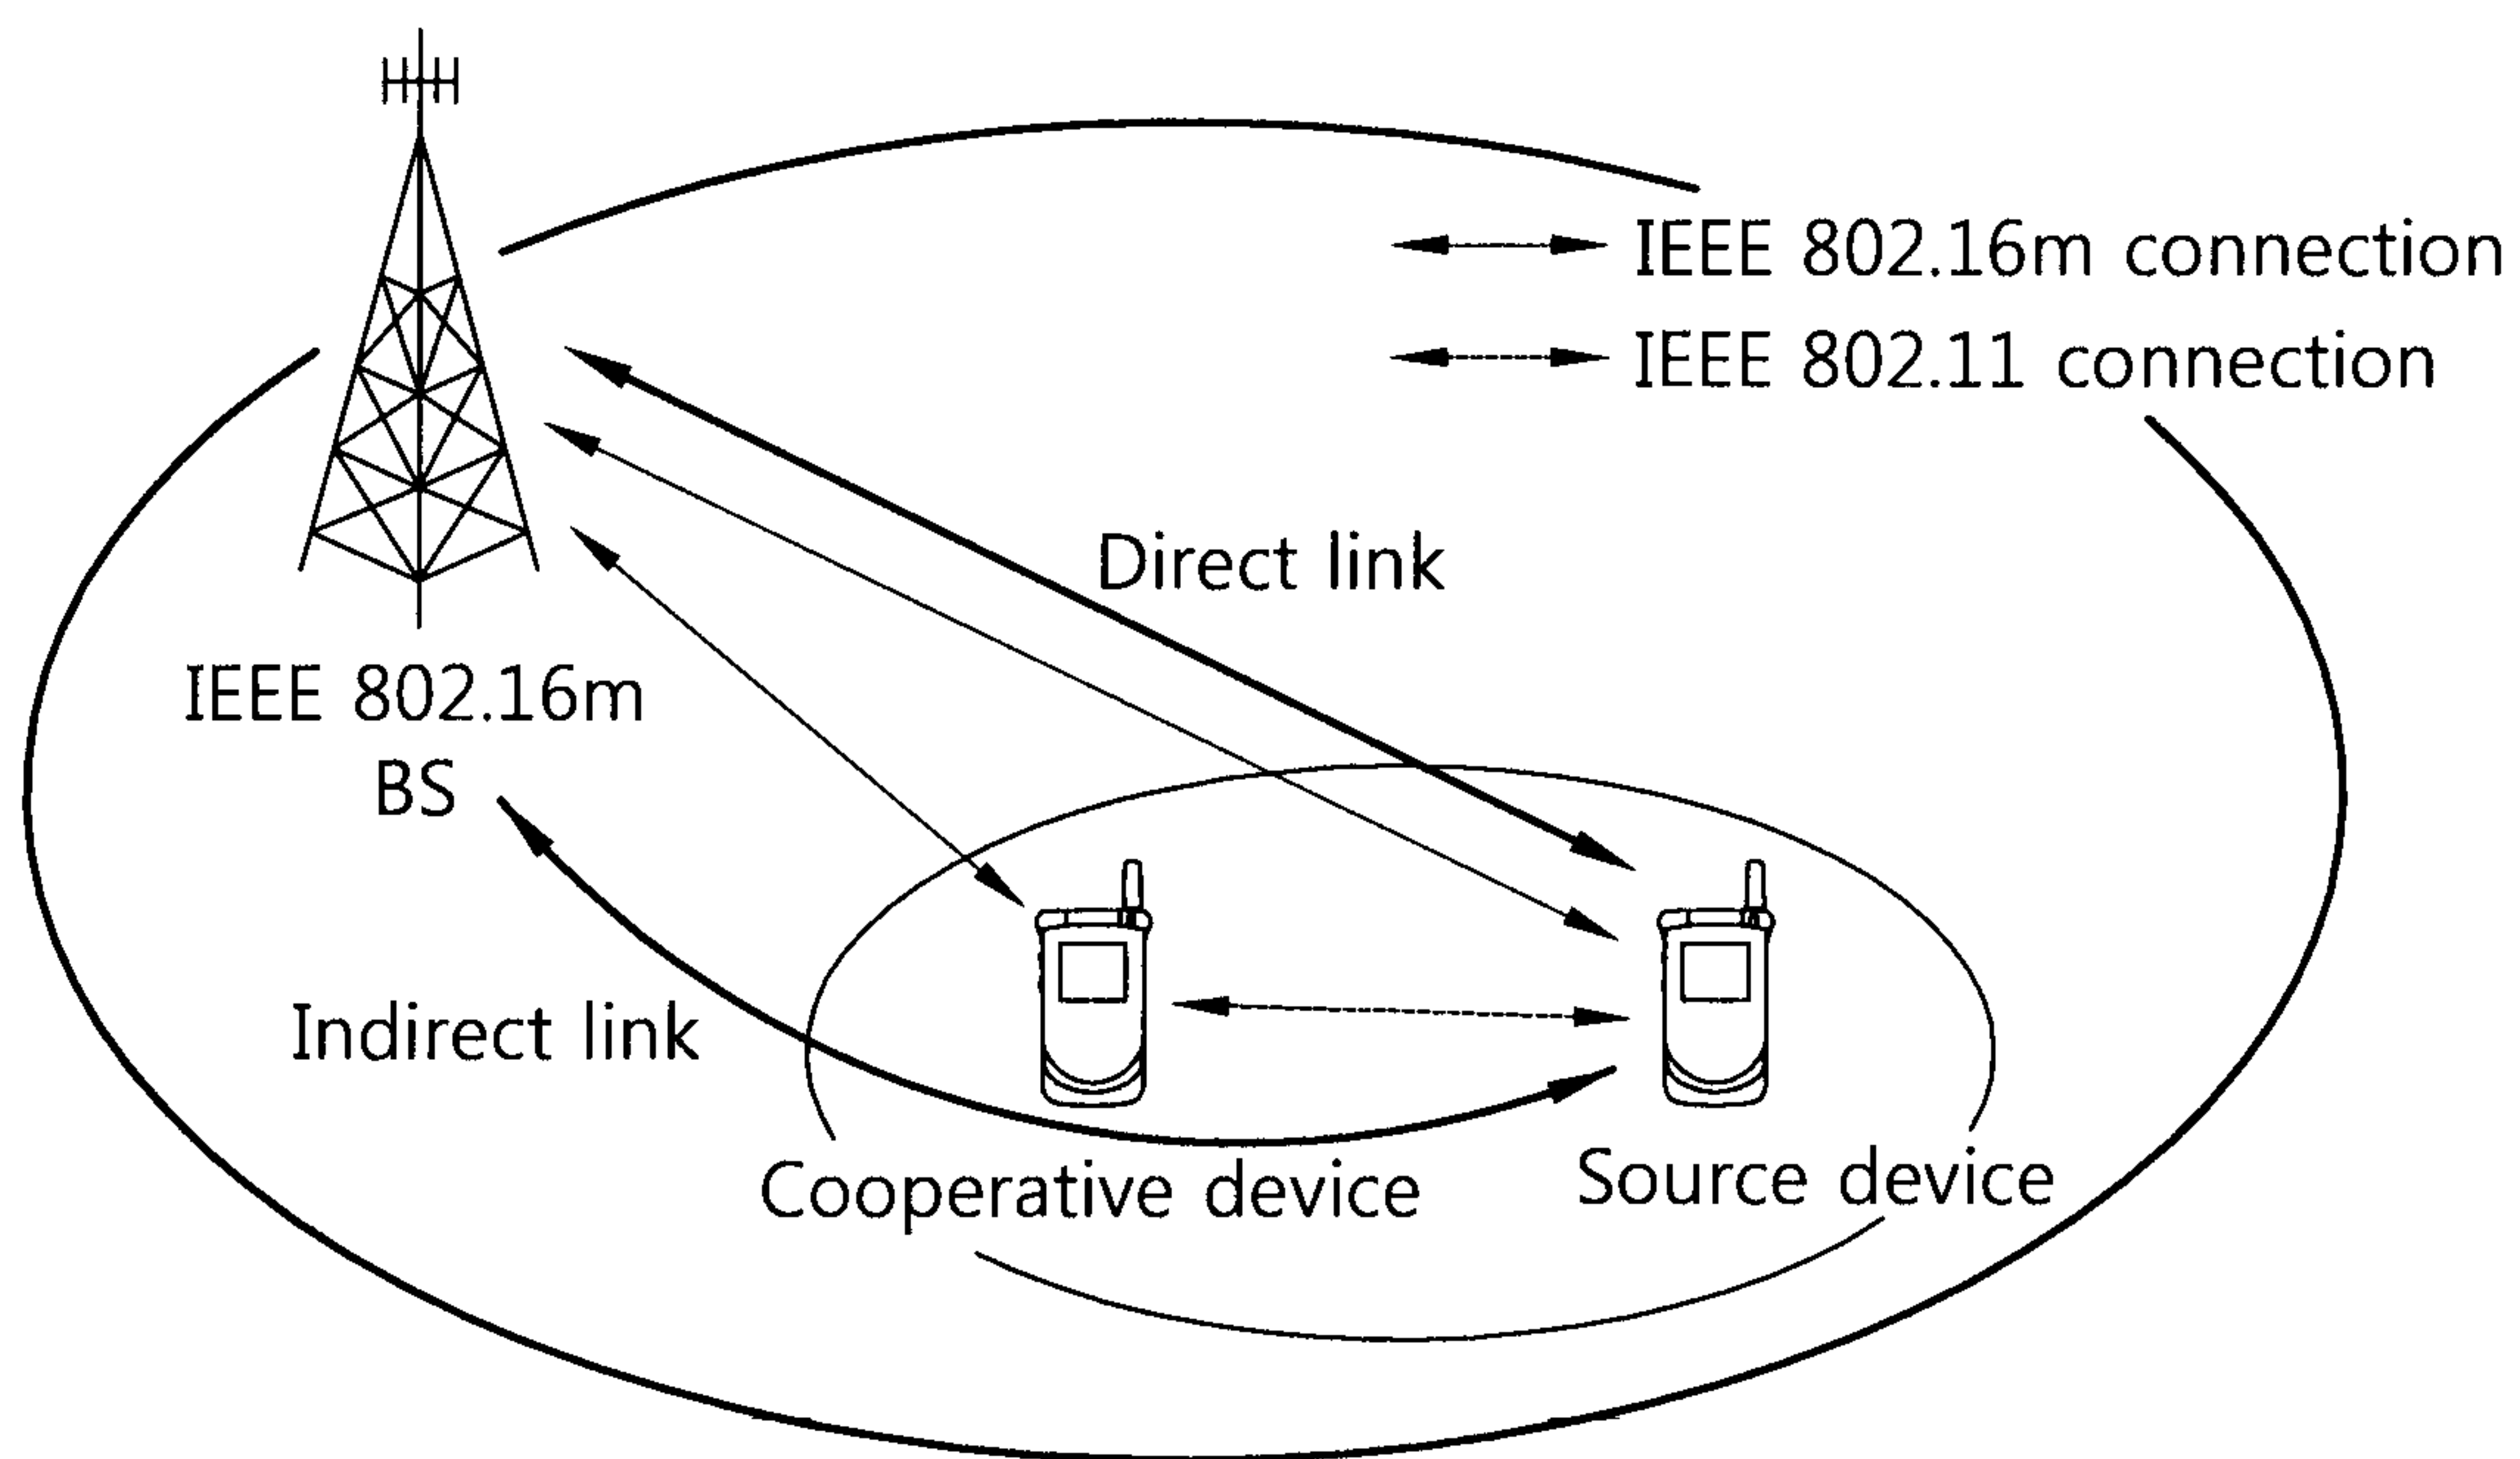 IEEE 802.16m connection
IEEE 802.11 connection
Direct link
IEEE 802.16m
BS
Indirect link
Cooperative device
Source device